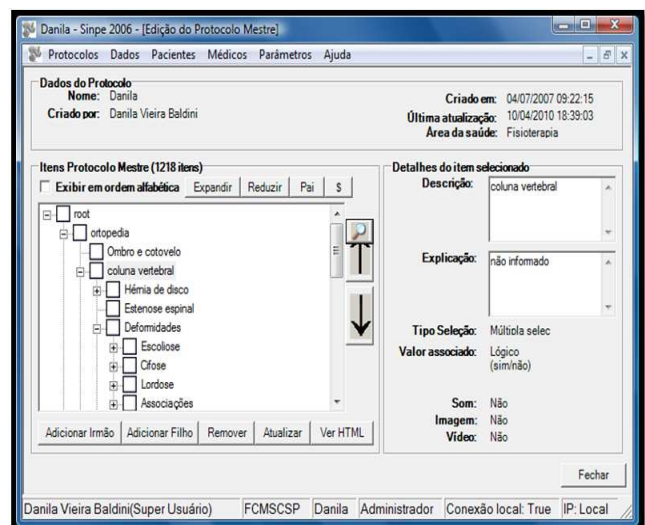 Danila - Sinpe 2006 - [Edição do Protocolo Mestre]
Protocolos Dados Pacientes Médicos Parámetros Ajuda
Dados do Protocolo
Nome: Danila
Criado por: Danila Vieira Baldini
Criado em: 04/07/2007 09:22:15
Última atualização: 10/04/2010 18:39:03
Área da saúde: Fisioterapia
Itens Protocolo Mestre (1218 itens)
Exibir em ordem alfabética Expandir Reduzir Pai $
root
ortopedia
Ombro e cotovelo
coluna vertebral
Hérnia de disco
Estenose espinal
Deformidades
Escoliose
Cifose
Lordose
Associações
Adicionar Irmão Adicionar Filho Remover Atualizar Ver HTML
Detalhes do item selecionado
Descrição: coluna vertebral
Explicação: não informado
Tipo Seleção: Múltipla selec
Valor associado: Lógico
(sim/não)
Som: Não
Imagem: Não
Vídeo: Não
Fechar
Danila Vieira Baldini(Super Usuário) FCMSCSP Danila Administrador Conexão local: True IP: Local